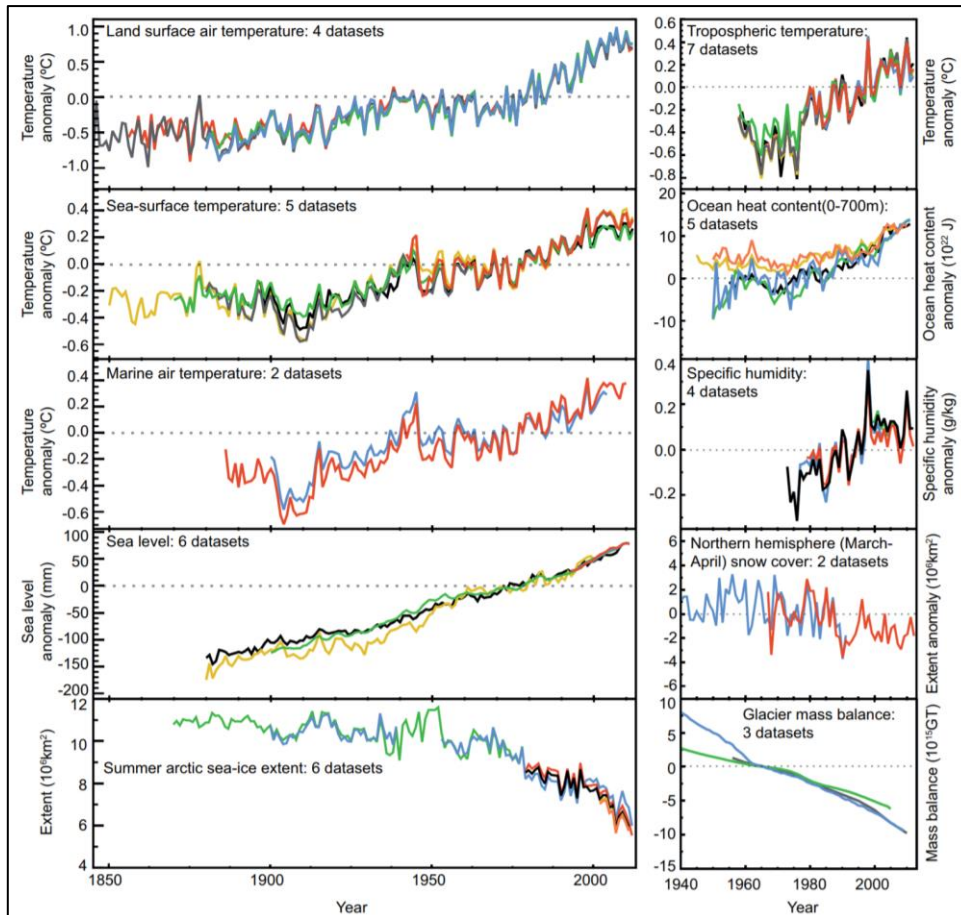 Land surface air temperature: 4 datasets
Temperature
anomaly (ºC)
1.0
0.5
0.0
-0.5
-1.0
Tropospheric temperature:
7 datasets
Temperature
anomaly (ºC)
0.6
0.4
0.2
0.0
-0.2
-0.4
-0.6
-0.8
Sea-surface temperature: 5 datasets
Temperature
anomaly (ºC)
0.4
0.2
0.0
-0.2
-0.4
-0.6
Ocean heat content(0-700m):
5 datasets
Ocean heat content
anomaly (10²² J)
20
10
0
-10
Marine air temperature: 2 datasets
Temperature
anomaly (ºC)
0.4
0.2
0.0
-0.2
-0.4
-0.6
Specific humidity:
4 datasets
Specific humidity
anomaly (g/kg)
0.4
0.2
0.0
-0.2
Sea level: 6 datasets
Sea level
anomaly (mm)
100
50
0
-50
-100
-150
-200
Northern hemisphere (March-
April) snow cover: 2 datasets
Extent anomaly (10⁶km²)
6
4
2
0
-2
-4
-6
Summer arctic sea-ice extent: 6 datasets
Extent (10⁶km²)
12
10
8
6
4
Glacier mass balance:
3 datasets
Mass balance (10¹⁵GT)
10
5
0
-5
-10
-15
1850 1900 1950 2000
Year
1940 1960 1980 2000
Year